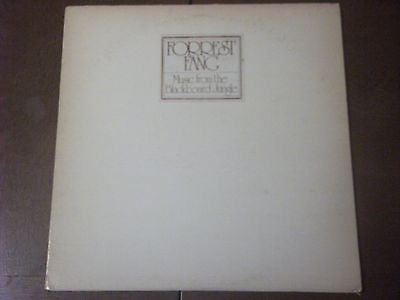 FORREST
FANG
Music from the
Blackboard Jungle